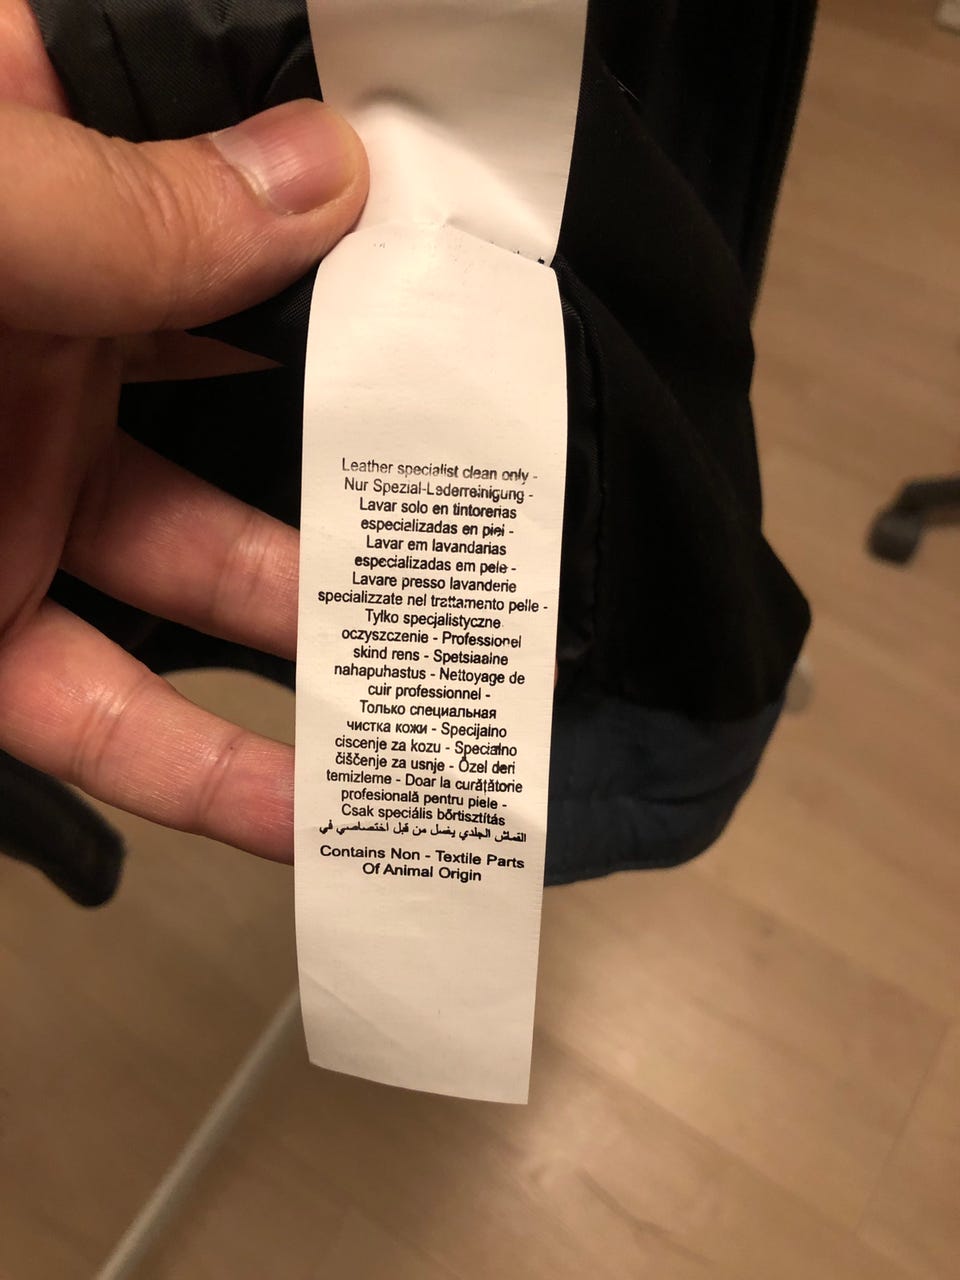 Leather specialist clean only -
Nur Spezial-Lederreinigung -
Lavar solo en tintorerias
especializadas en piel -
Lavar em lavandarias
especializadas em pele -
Lavare presso lavanderie
specializzate nel trattamento pelle -
Tylko specjalistyczne
oczyszczenie - Professionel
skind rens - Spetsiaalne
nahapuhastus - Nettoyage de
cuir professionnel -
Только специальная
чистка кожи - Specijalno
ciscenje za kozu - Specialno
čiščenje za usnje - Özel deri
temizleme - Doar la curățătorie
profesională pentru piele -
Csak speciális bőrtisztítás
القماش الجلدي يغسل من قبل اختصاصي في
Contains Non - Textile Parts
Of Animal Origin